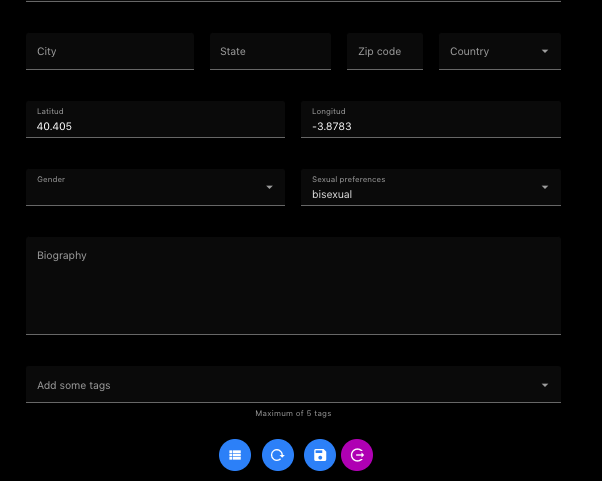 City State Zip code Country
Latitud Longitud
40.405 -3.8783
Gender Sexual preferences
bisexual
Biography
Add some tags
Maximum of 5 tags